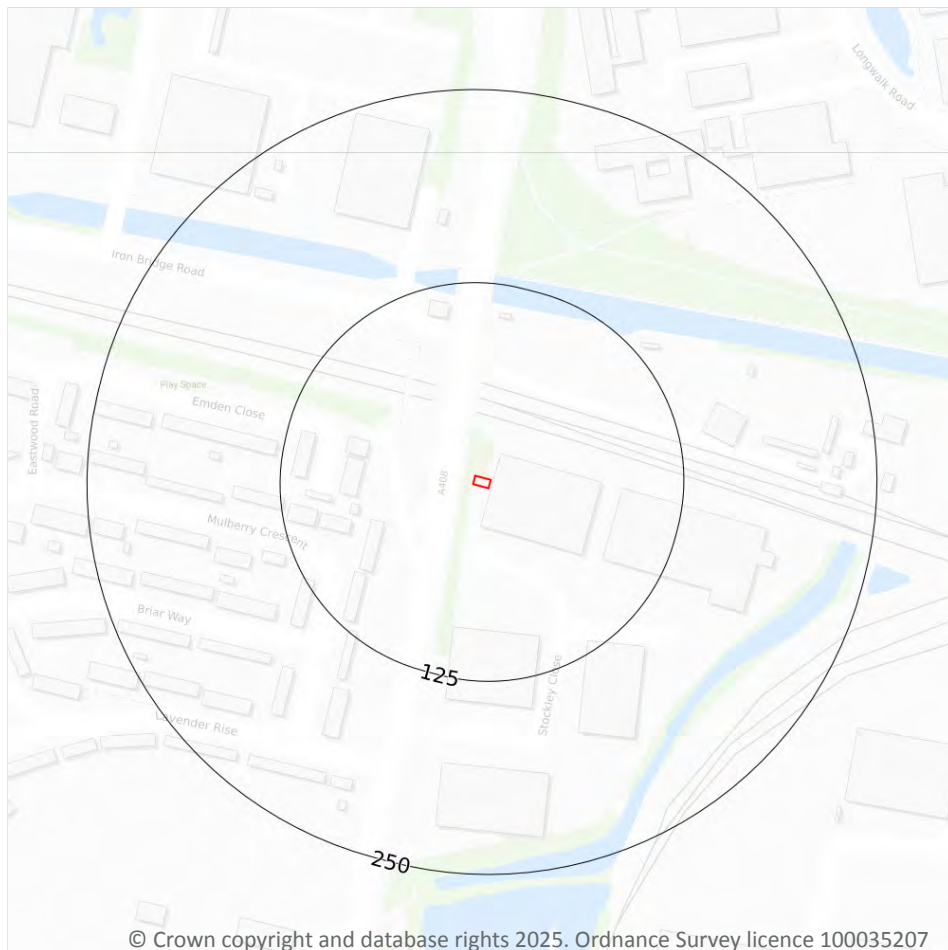 Longwalk Road
Iron Bridge Road
Play Space
Emden Close
Eastwood Road
A408
Mulberry Crescent
Briar Way
125
Stockley Close
Lavender Rise
250
© Crown copyright and database rights 2025. Ordnance Survey licence 100035207